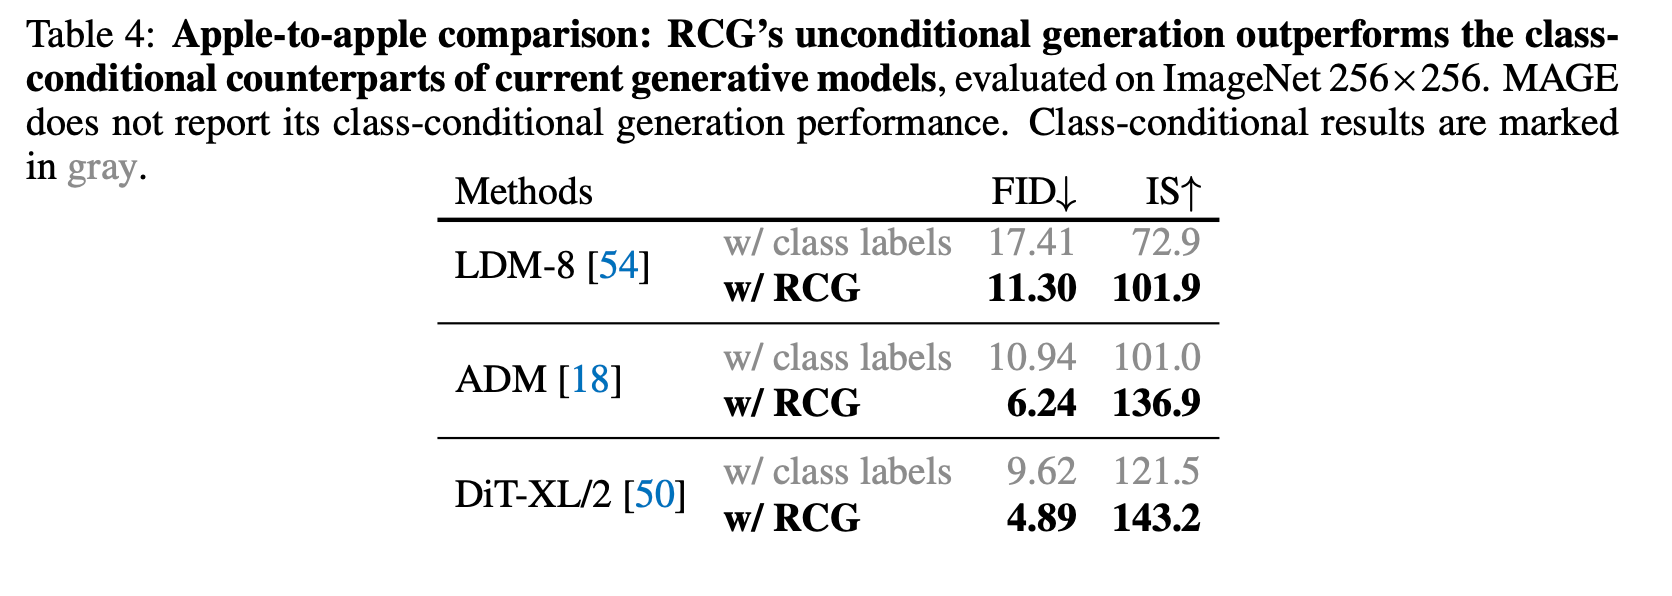 Table 4: Apple-to-apple comparison: RCG's unconditional generation outperforms the class-
conditional counterparts of current generative models, evaluated on ImageNet 256×256. MAGE
does not report its class-conditional generation performance. Class-conditional results are marked
in gray.
Methods FID↓ IS↑
LDM-8 [54]
w/ class labels 17.41 72.9
w/ RCG 11.30 101.9
ADM [18]
w/ class labels 10.94 101.0
w/ RCG 6.24 136.9
DiT-XL/2 [50]
w/ class labels 9.62 121.5
w/ RCG 4.89 143.2